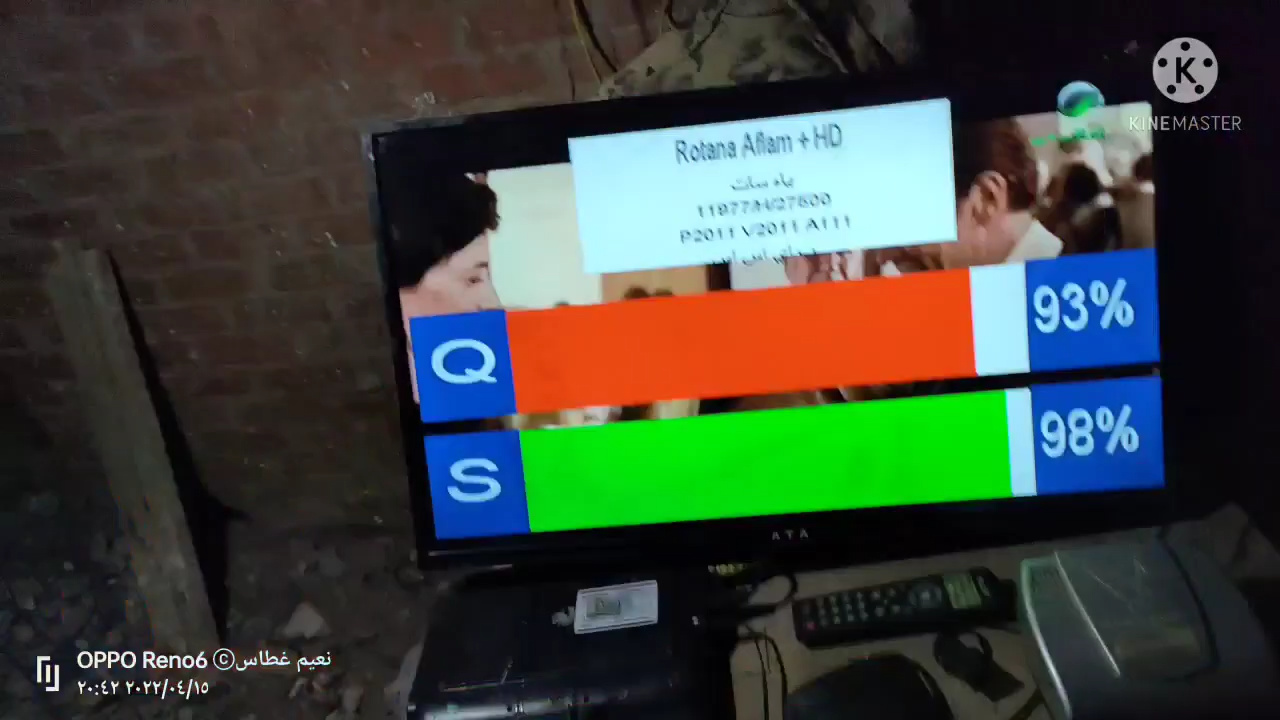 KINEMASTER
Rotana Aflam + HD
ياه سات
11977/H/27500
P2011 V2011 A111
Q 93%
S 98%
ATA
OPPO Reno6 ©نعيم غطاس
٢٠:٤٢ ٢٠٢٢/٠٤/١٥